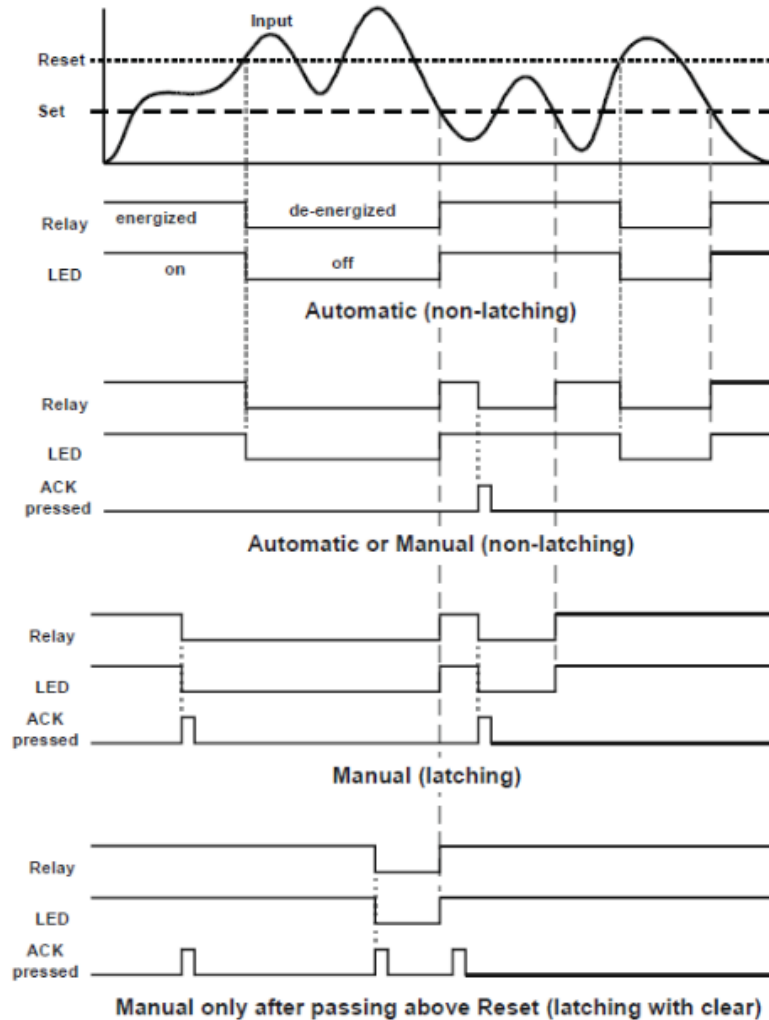 Input
Reset
Set
Relay energized de-energized
LED on off
Automatic (non-latching)
Relay
LED
ACK
pressed
Automatic or Manual (non-latching)
Relay
LED
ACK
pressed
Manual (latching)
Relay
LED
ACK
pressed
Manual only after passing above Reset (latching with clear)